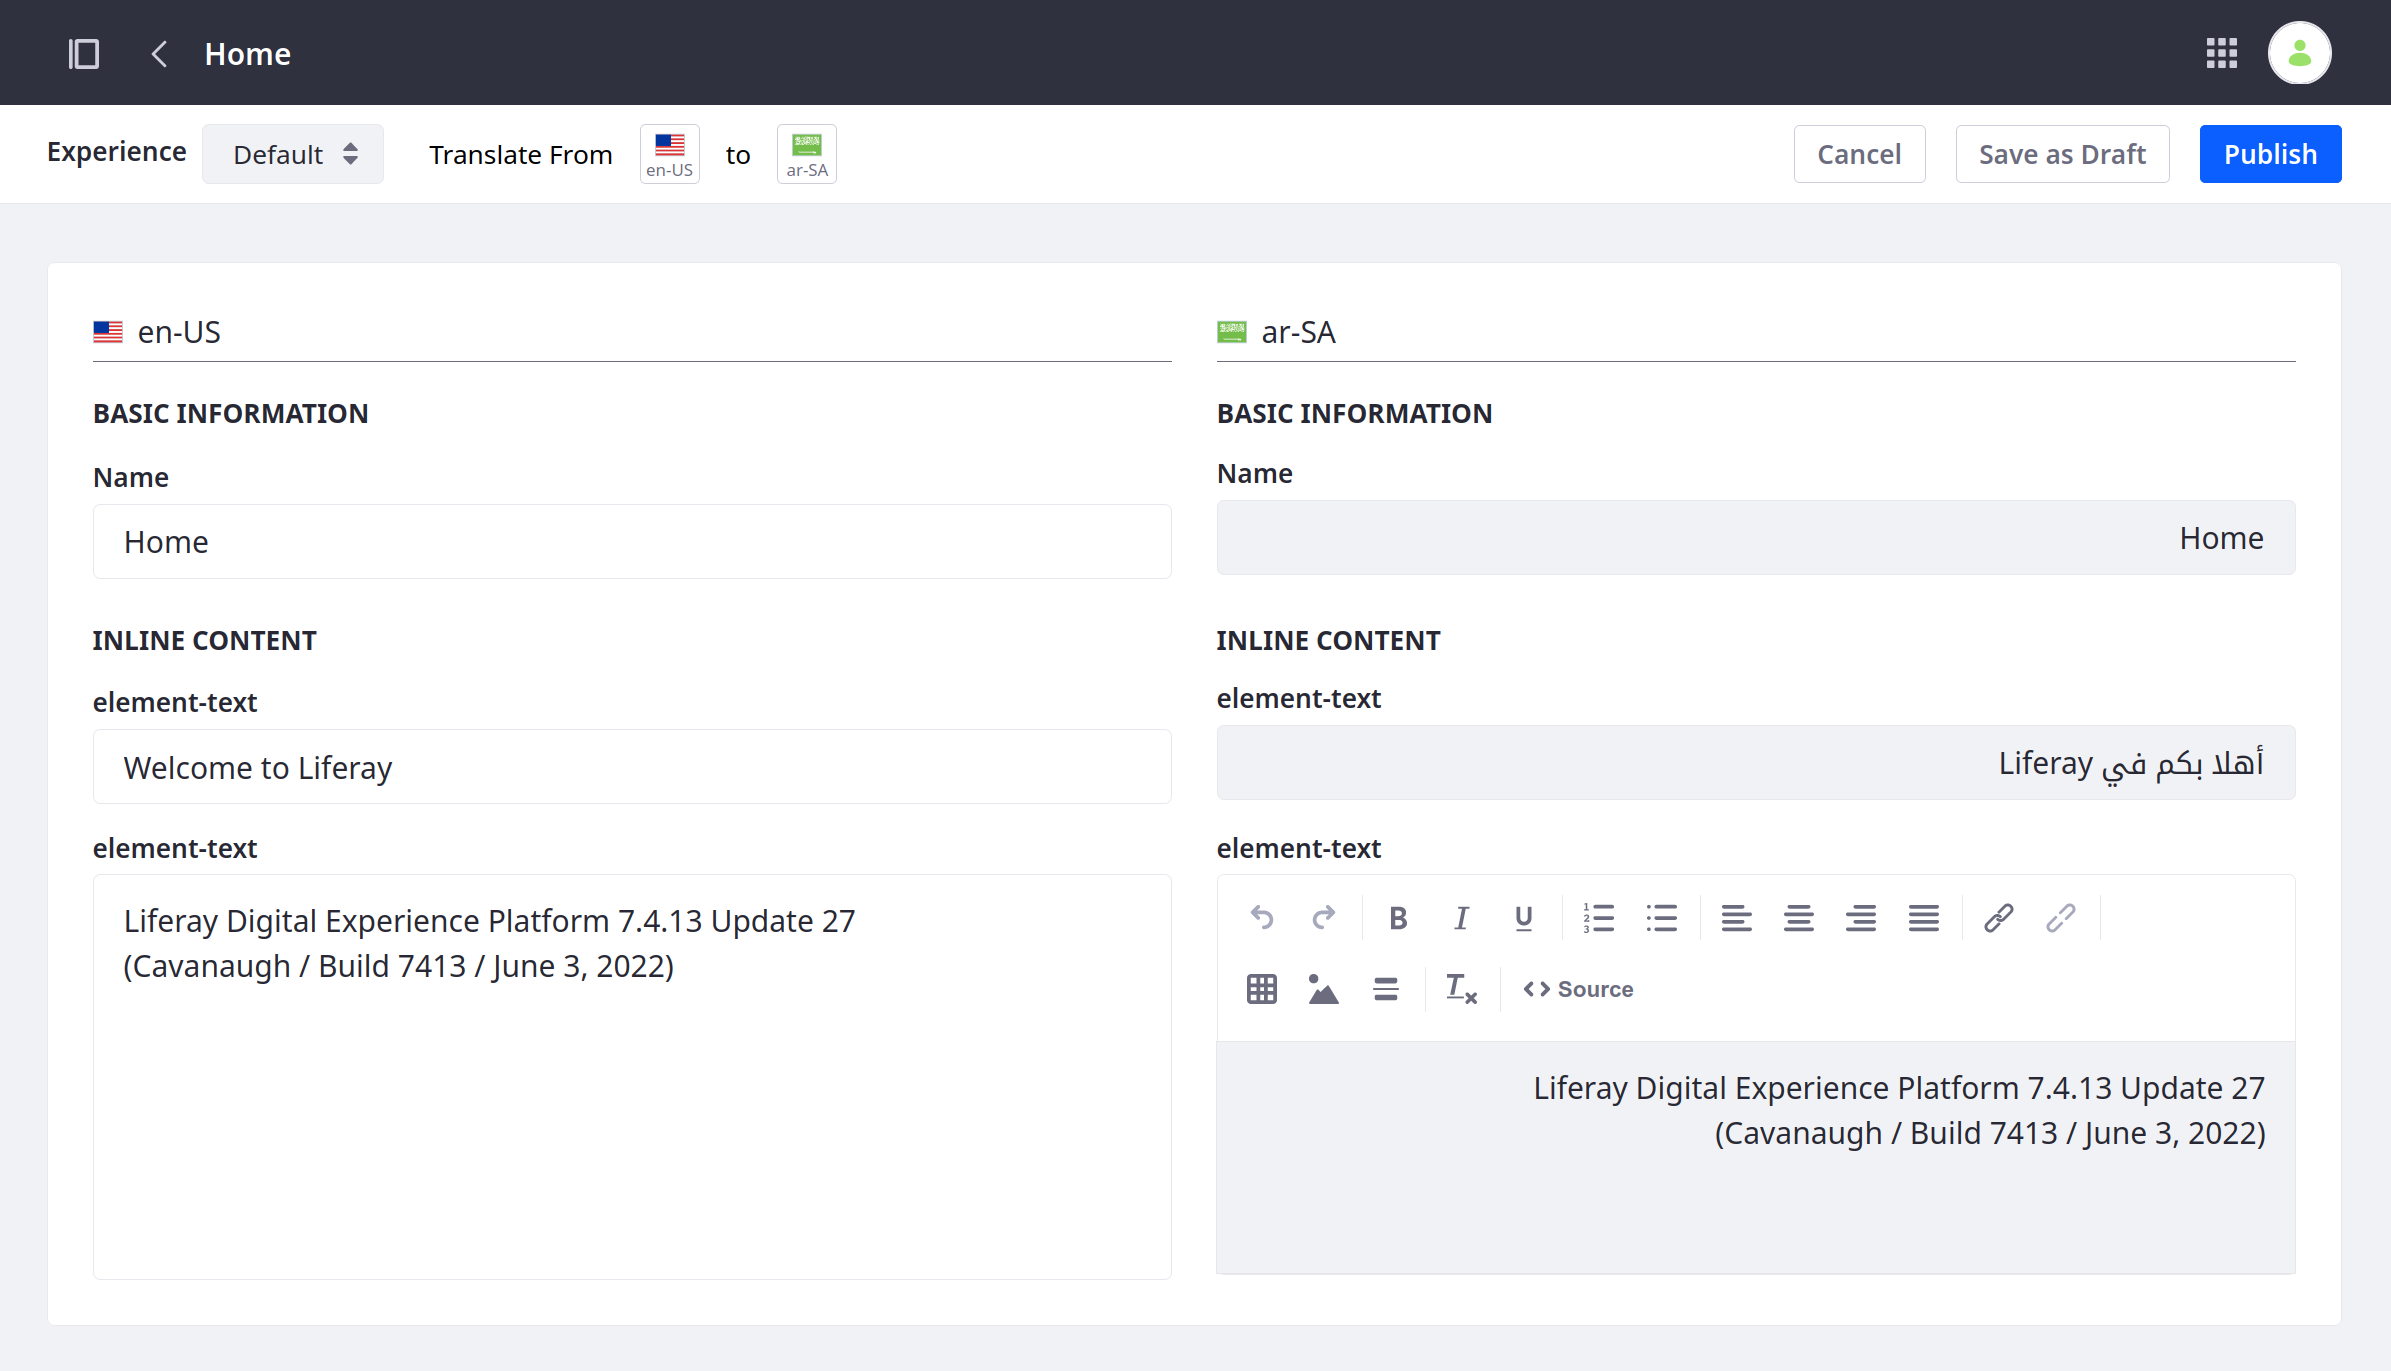 Home
Experience Default Translate From en-US to ar-SA Cancel Save as Draft Publish
en-US
BASIC INFORMATION
Name
Home
INLINE CONTENT
element-text
Welcome to Liferay
element-text
Liferay Digital Experience Platform 7.4.13 Update 27
(Cavanaugh / Build 7413 / June 3, 2022)
ar-SA
BASIC INFORMATION
Name
Home
INLINE CONTENT
element-text
أهلا بكم في Liferay
element-text
Source
Liferay Digital Experience Platform 7.4.13 Update 27
(Cavanaugh / Build 7413 / June 3, 2022)